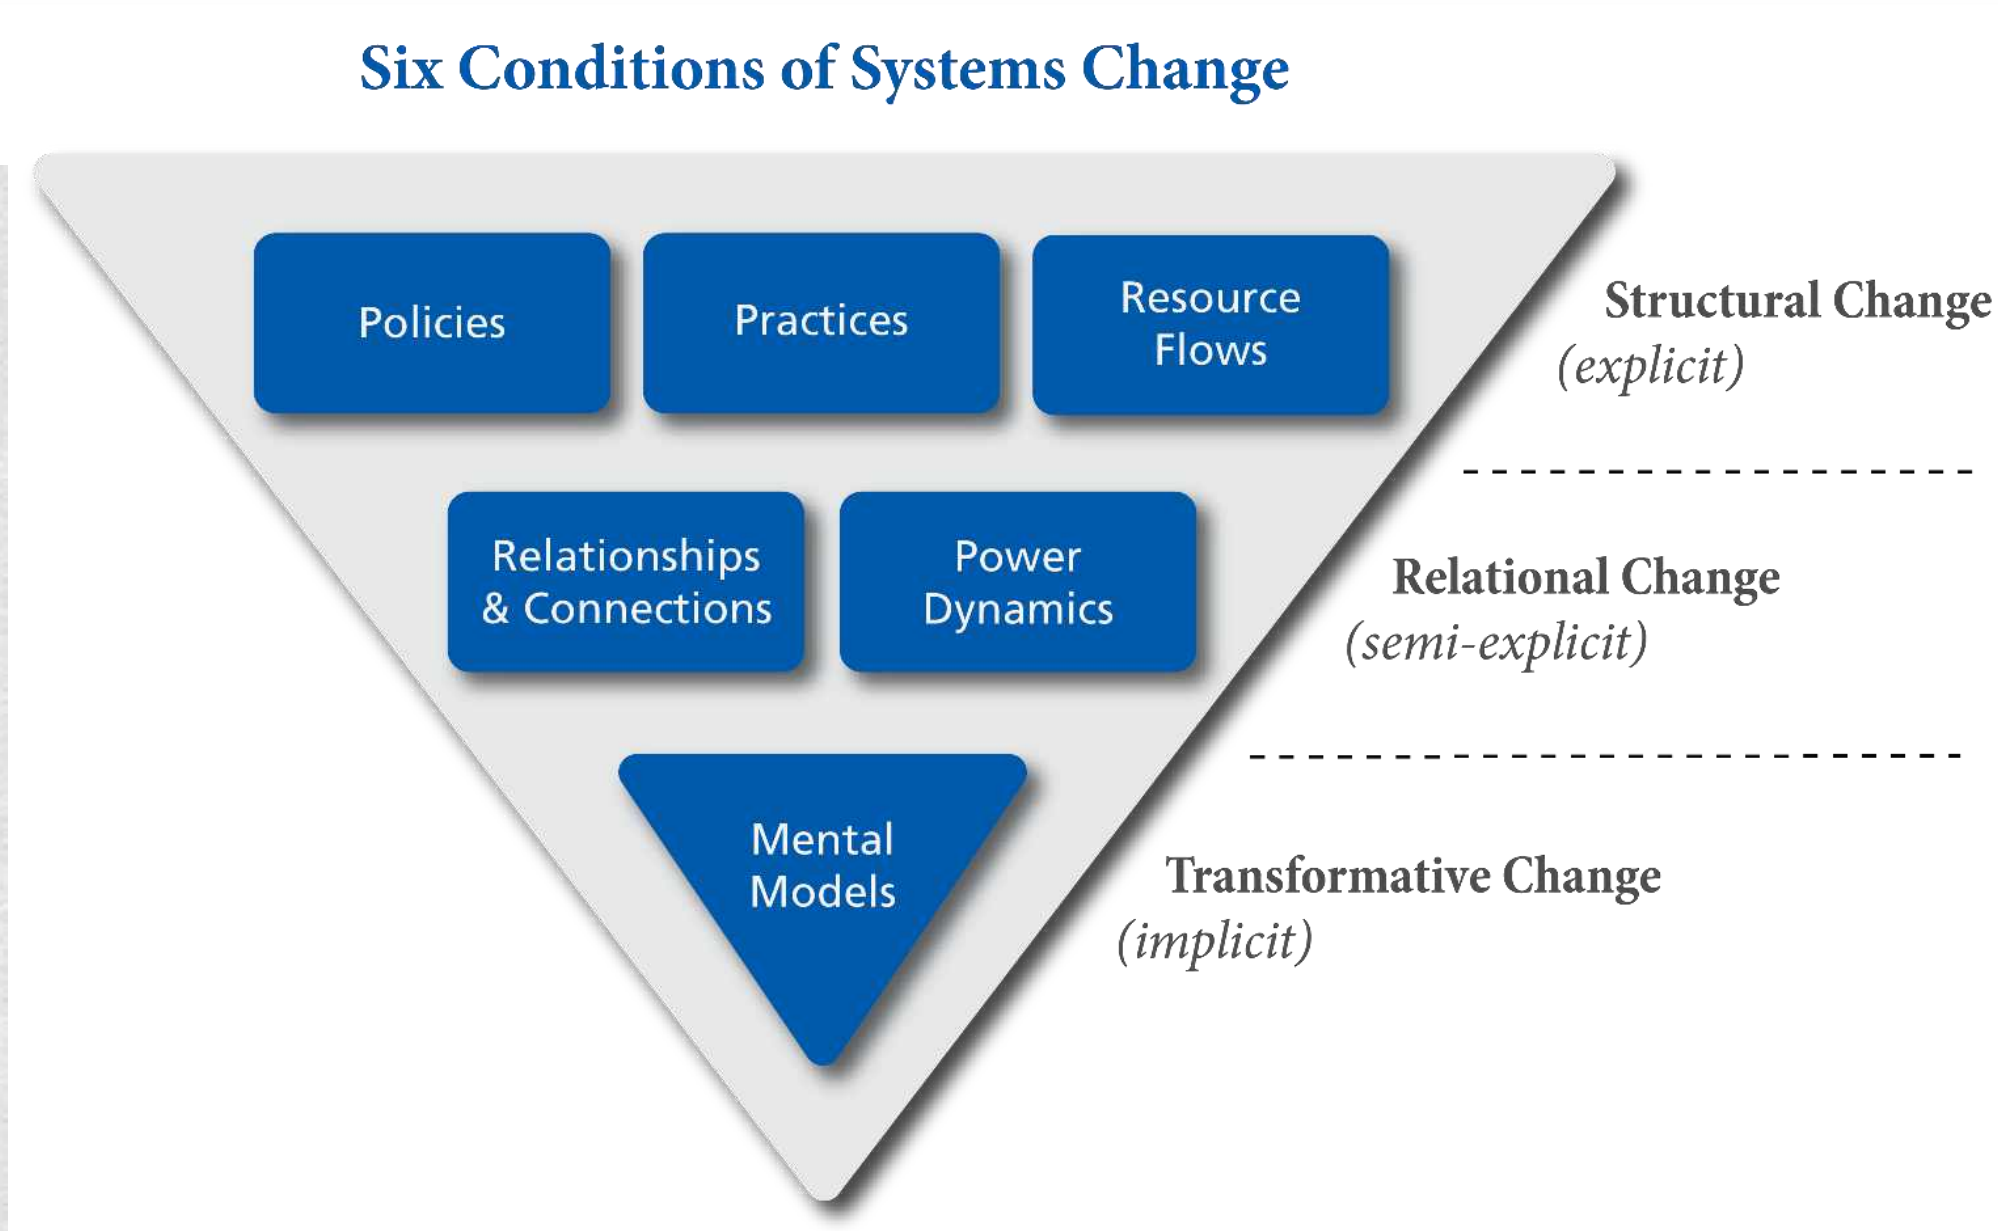 Six Conditions of Systems Change
Policies
Practices
Resource
Flows
Structural Change
(explicit)
Relationships
& Connections
Power
Dynamics
Relational Change
(semi-explicit)
Mental
Models
Transformative Change
(implicit)